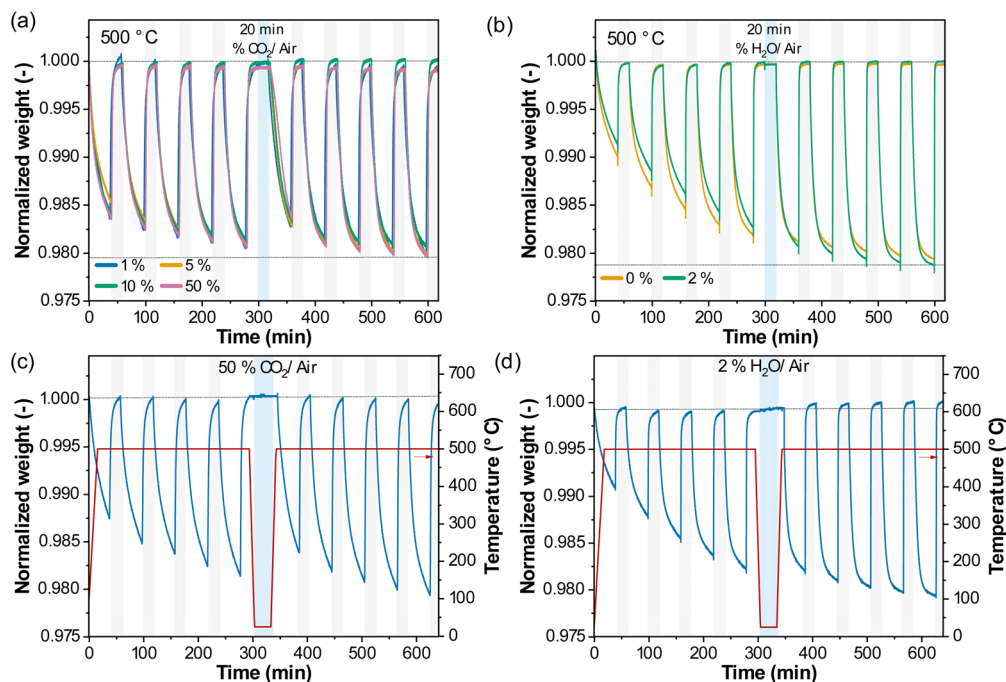 (a)
500 °C
20 min
% CO₂/ Air
Normalized weight (-)
1.000
0.995
0.990
0.985
0.980
0.975
1 %
5 %
10 %
50 %
0 100 200 300 400 500 600
Time (min)
(b)
500 °C
20 min
% H₂O/ Air
Normalized weight (-)
1.000
0.995
0.990
0.985
0.980
0.975
0 %
2 %
0 100 200 300 400 500 600
Time (min)
(c)
50 % CO₂/ Air
Normalized weight (-)
1.000
0.995
0.990
0.985
0.980
0.975
700
600
500
400
300
200
100
0
Temperature (° C)
0 100 200 300 400 500 600
Time (min)
(d)
2 % H₂O/ Air
Normalized weight (-)
1.000
0.995
0.990
0.985
0.980
0.975
700
600
500
400
300
200
100
0
Temperature (° C)
0 100 200 300 400 500 600
Time (min)